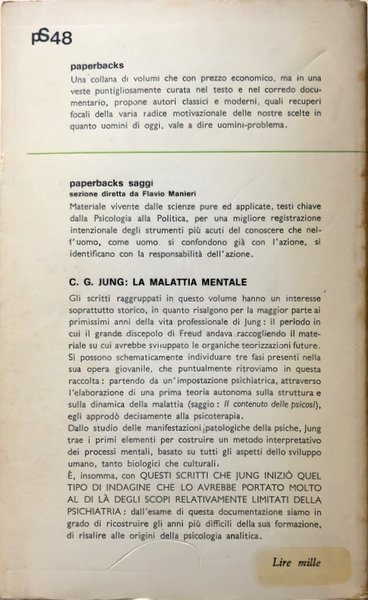 pS48
paperbacks
Una collana di volumi che con prezzo economico, ma in una
veste puntigliosamente curata nel testo e nel corredo docu-
mentario, propone autori classici e moderni, quali recuperi
focali della varia radice motivazionale delle nostre scelte in
quanto uomini di oggi, vale a dire uomini-problema.
paperbacks saggi
sezione diretta da Flavio Manieri
Materiale vivente dalle scienze pure ed applicate, testi chiave
dalla Psicologia alla Politica, per una migliore registrazione
intenzionale degli strumenti più acuti del conoscere che nel-
l'uomo, come uomo si confondono già con l'azione, si
identificano con la responsabilità dell'azione.
C. G. JUNG: LA MALATTIA MENTALE
Gli scritti raggruppati in questo volume hanno un interesse
soprattutto storico, in quanto risalgono per la maggior parte ai
primissimi anni della vita professionale di Jung: il periodo in
cui il grande discepolo di Freud andava raccogliendo il mate-
riale su cui avrebbe sviluppato le organiche teorizzazioni future.
Si possono schematicamente individuare tre fasi presenti nella
sua opera giovanile, che puntualmente ritroviamo in questa
raccolta: partendo da un'impostazione psichiatrica, attraverso
l'elaborazione di una prima teoria autonoma sulla struttura e
sulla dinamica della malattia (saggio: Il contenuto delle psicosi),
egli approdò decisamente alla psicoterapia.
Dallo studio delle manifestazioni patologiche della psiche, Jung
trae i primi elementi per costruire un metodo interpretativo
dei processi mentali, basato su tutti gli aspetti dello sviluppo
umano, tanto biologici che culturali.
È, insomma, con QUESTI SCRITTI CHE JUNG INIZIÒ QUEL
TIPO DI INDAGINE CHE LO AVREBBE PORTATO MOLTO
AL DI LÀ DEGLI SCOPI RELATIVAMENTE LIMITATI DELLA
PSICHIATRIA: dall'esame di questa documentazione siamo in
grado di ricostruire gli anni più difficili della sua formazione,
di risalire alle origini della psicologia analitica.
Lire mille